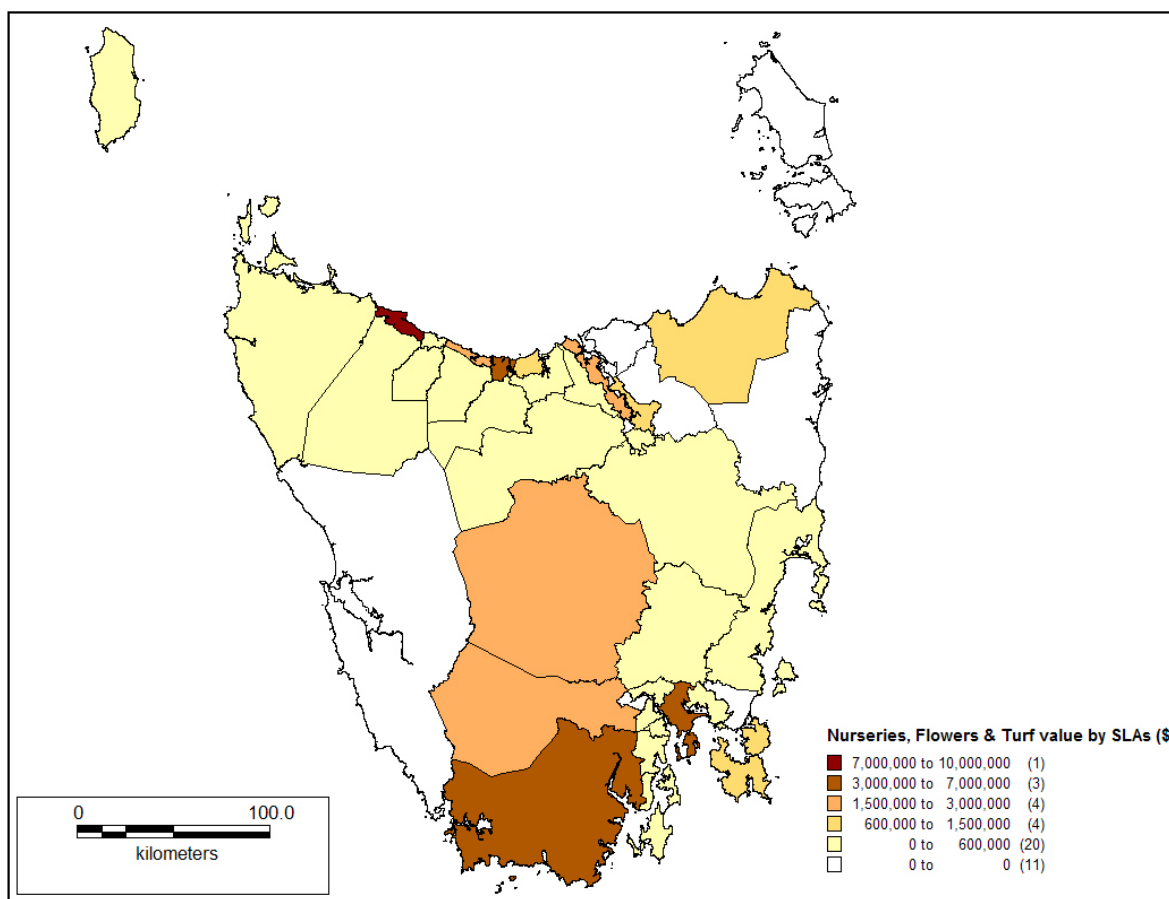 Nurseries, Flowers & Turf value by SLAs ($
7,000,000 to 10,000,000 (1)
3,000,000 to 7,000,000 (3)
1,500,000 to 3,000,000 (4)
600,000 to 1,500,000 (4)
0 to 600,000 (20)
0 to 0 (11)
0 100.0
kilometers